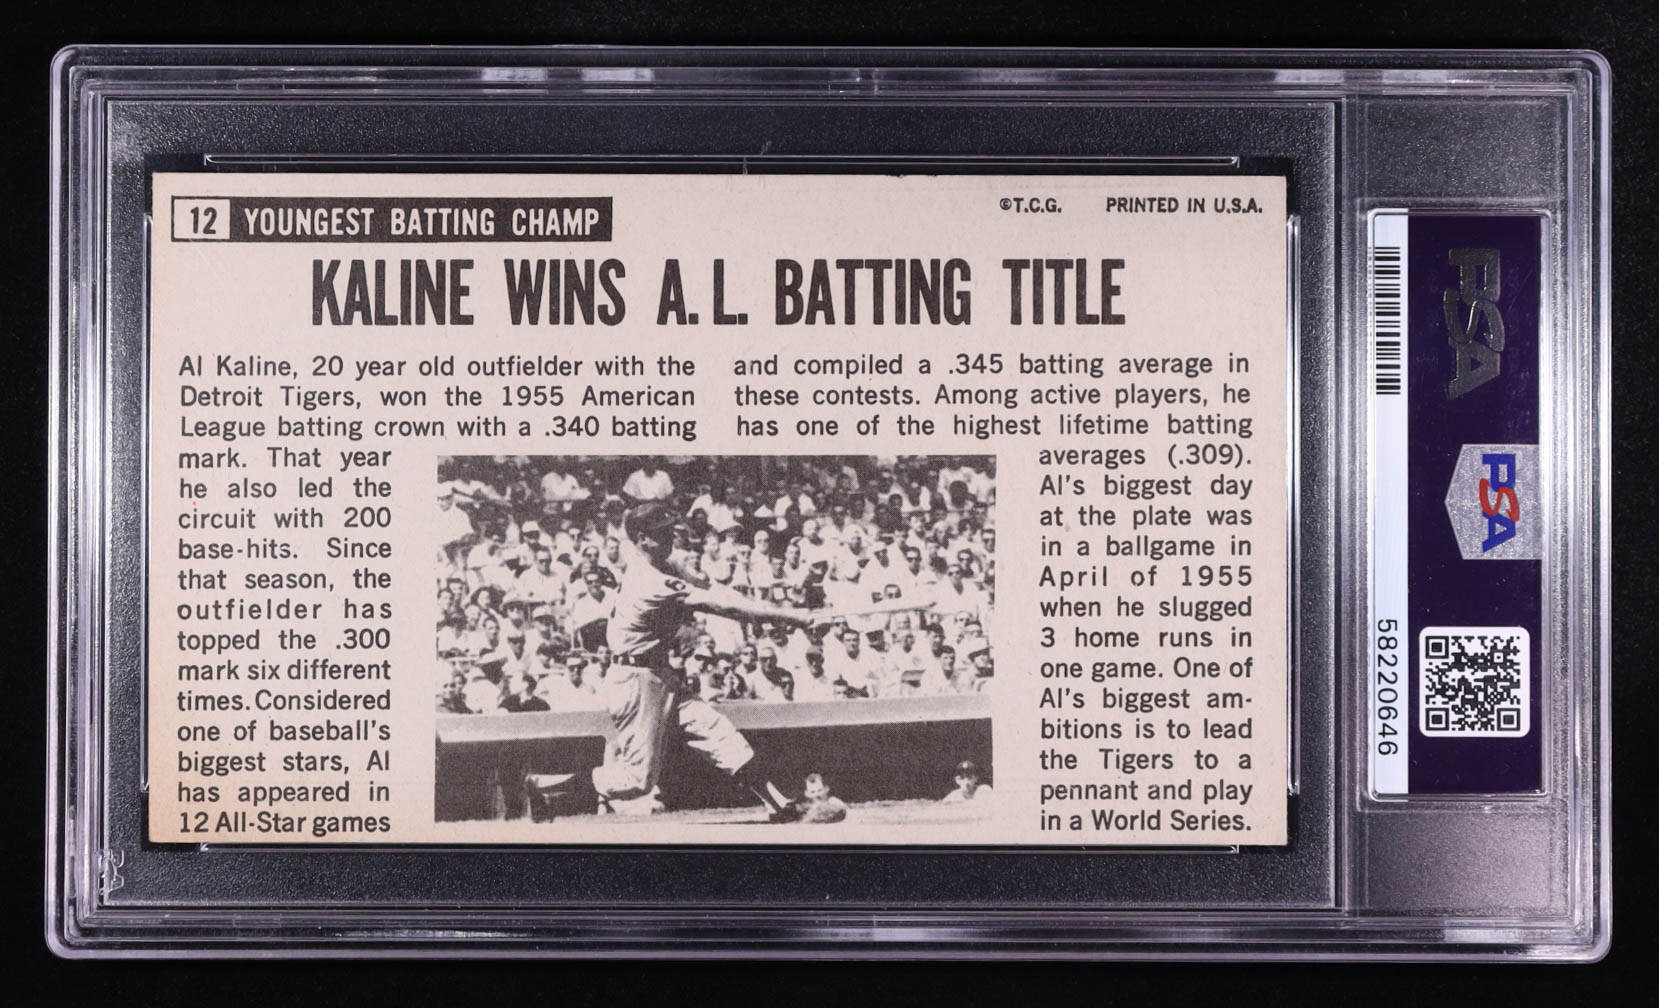 12 YOUNGEST BATTING CHAMP
©T.C.G. PRINTED IN U.S.A.
KALINE WINS A.L. BATTING TITLE
Al Kaline, 20 year old outfielder with the
Detroit Tigers, won the 1955 American
League batting crown with a .340 batting
mark. That year
he also led the
circuit with 200
base-hits. Since
that season, the
outfielder has
topped the .300
mark six different
times. Considered
one of baseball's
biggest stars, Al
has appeared in
12 All-Star games
and compiled a .345 batting average in
these contests. Among active players, he
has one of the highest lifetime batting
averages (.309).
Al's biggest day
at the plate was
in a ballgame in
April of 1955
when he slugged
3 home runs in
one game. One of
Al's biggest am-
bitions is to lead
the Tigers to a
pennant and play
in a World Series.
PSA
PSA
58220646